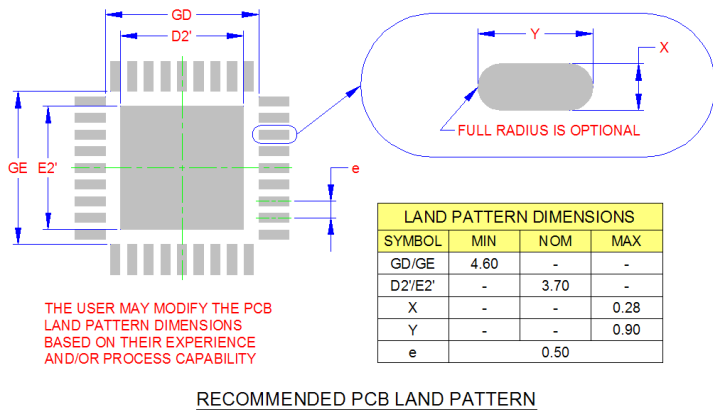 GD
D2'
GE
E2'
e
Y
X
FULL RADIUS IS OPTIONAL
LAND PATTERN DIMENSIONS
SYMBOL MIN NOM MAX
GD/GE 4.60 - -
D2'/E2' - 3.70 -
X - - 0.28
Y - - 0.90
e 0.50
THE USER MAY MODIFY THE PCB
LAND PATTERN DIMENSIONS
BASED ON THEIR EXPERIENCE
AND/OR PROCESS CAPABILITY
RECOMMENDED PCB LAND PATTERN